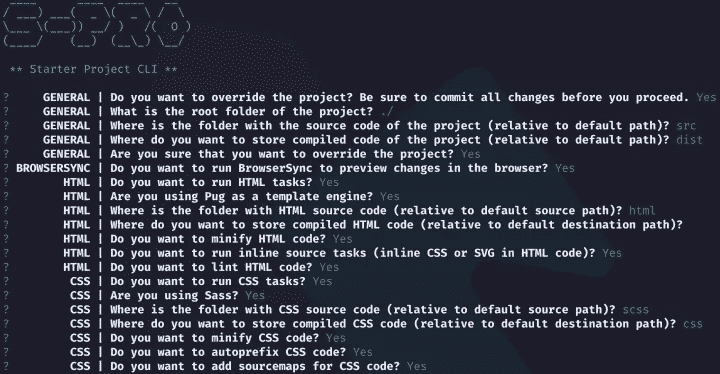 S-PRO
** Starter Project CLI **
? GENERAL | Do you want to override the project? Be sure to commit all changes before you proceed. Yes
? GENERAL | What is the root folder of the project? ./
? GENERAL | Where is the folder with the source code of the project (relative to default path)? src
? GENERAL | Where do you want to store compiled code of the project (relative to default path)? dist
? GENERAL | Are you sure that you want to override the project? Yes
? BROWSERSYNC | Do you want to run BrowserSync to preview changes in the browser? Yes
? HTML | Do you want to run HTML tasks? Yes
? HTML | Are you using Pug as a template engine? Yes
? HTML | Where is the folder with HTML source code (relative to default source path)? html
? HTML | Where do you want to store compiled HTML code (relative to default destination path)?
? HTML | Do you want to minify HTML code? Yes
? HTML | Do you want to run inline source tasks (inline CSS or SVG in HTML code)? Yes
? HTML | Do you want to lint HTML code? Yes
? CSS | Do you want to run CSS tasks? Yes
? CSS | Are you using Sass? Yes
? CSS | Where is the folder with CSS source code (relative to default source path)? scss
? CSS | Where do you want to store compiled CSS code (relative to default destination path)? css
? CSS | Do you want to minify CSS code? Yes
? CSS | Do you want to autoprefix CSS code? Yes
? CSS | Do you want to add sourcemaps for CSS code? Yes